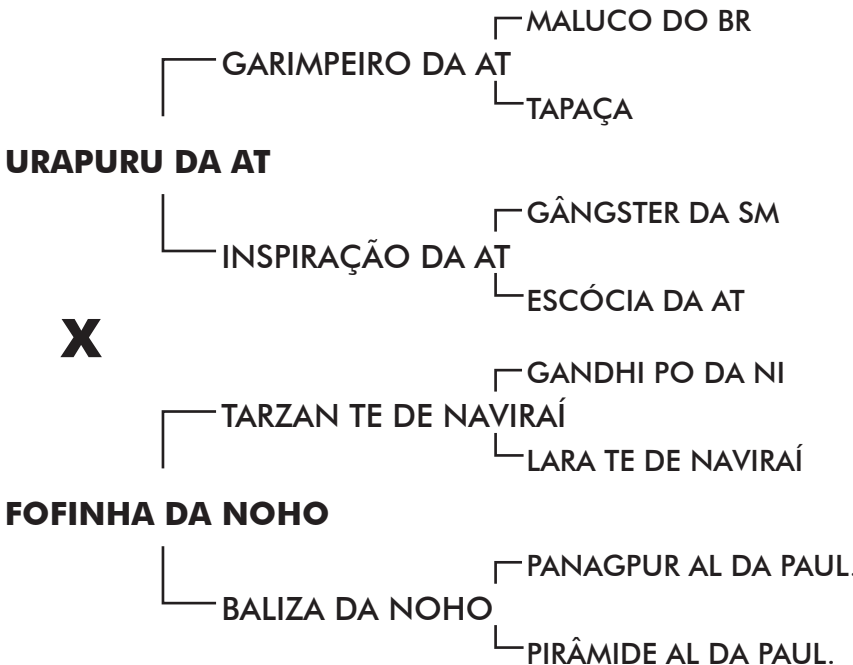 MALUCO DO BR
GARIMPEIRO DA AT
TAPAÇA
URAPURU DA AT
GÂNGSTER DA SM
INSPIRAÇÃO DA AT
ESCÓCIA DA AT
X
GANDHI PO DA NI
TARZAN TE DE NAVIRAÍ
LARA TE DE NAVIRAÍ
FOFINHA DA NOHO
PANAGPUR AL DA PAUL.
BALIZA DA NOHO
PIRÂMIDE AL DA PAUL.